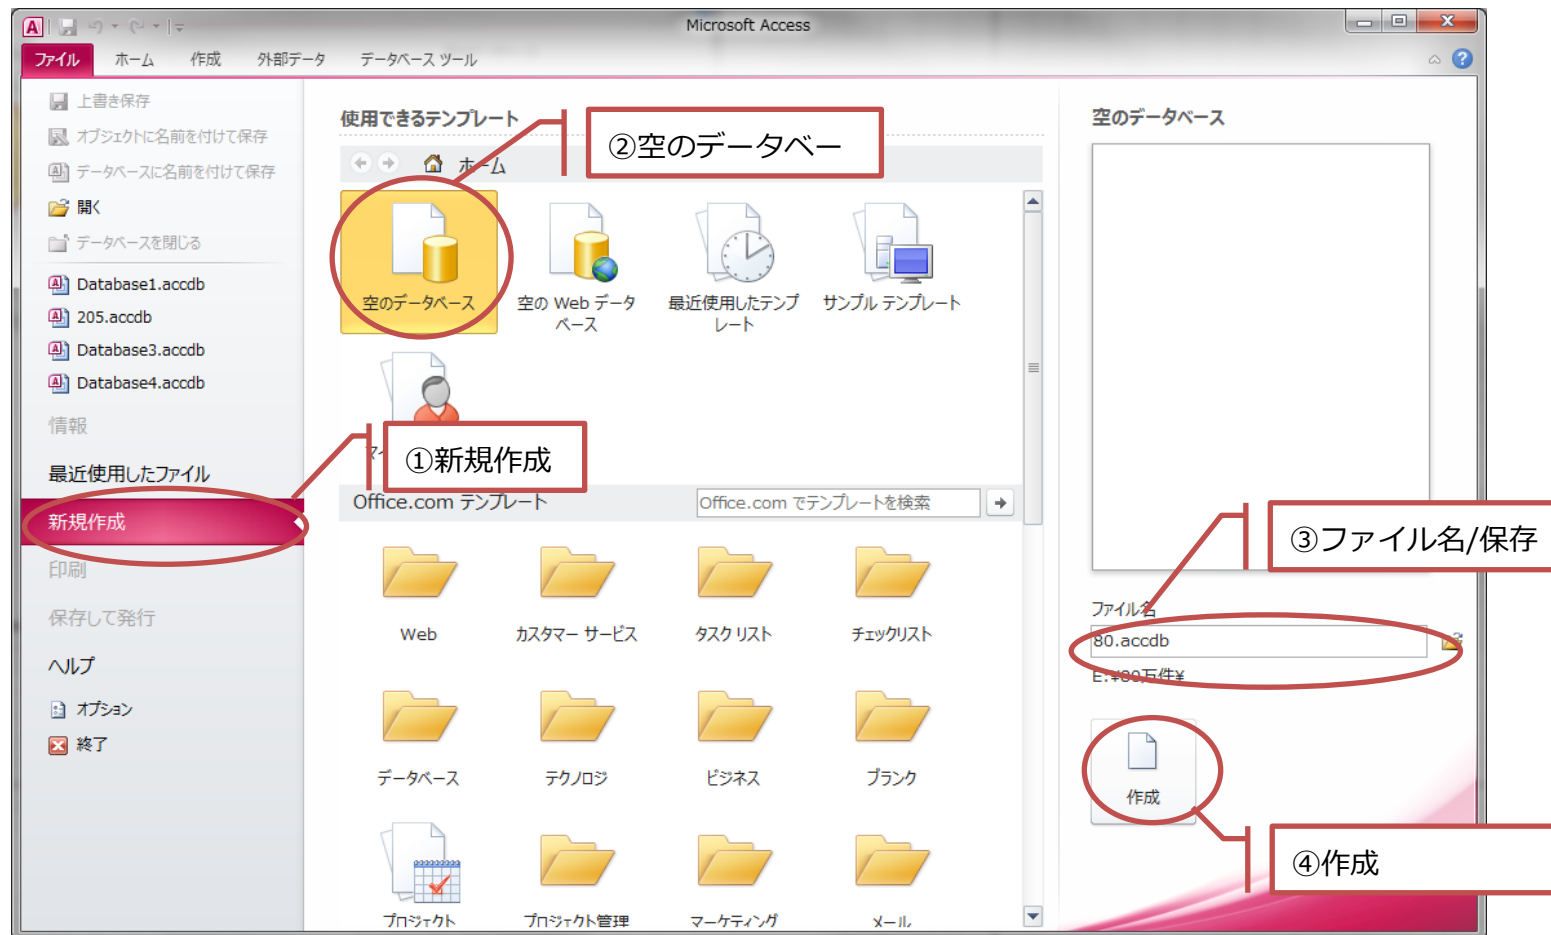 Microsoft Access
ファイル ホーム 作成 外部データ データベース ツール
上書き保存
オブジェクトに名前を付けて保存
データベースに名前を付けて保存
開く
データベースを閉じる
Database1.accdb
205.accdb
Database3.accdb
Database4.accdb
情報
最近使用したファイル
新規作成
印刷
保存して発行
ヘルプ
オプション
終了
①新規作成
使用できるテンプレート
②空のデータベー
ホーム
空のデータベース
空の Web データ
ベース
最近使用したテンプ
レート
サンプル テンプレート
マイ
Office.com テンプレート
Office.com でテンプレートを検索
Web カスタマー サービス タスク リスト チェックリスト
データベース テクノロジ ビジネス ブランク
プロジェクト プロジェクト管理 マーケティング メール
空のデータベース
③ファイル名/保存
ファイル名
80.accdb
E:¥80万件¥
作成
④作成